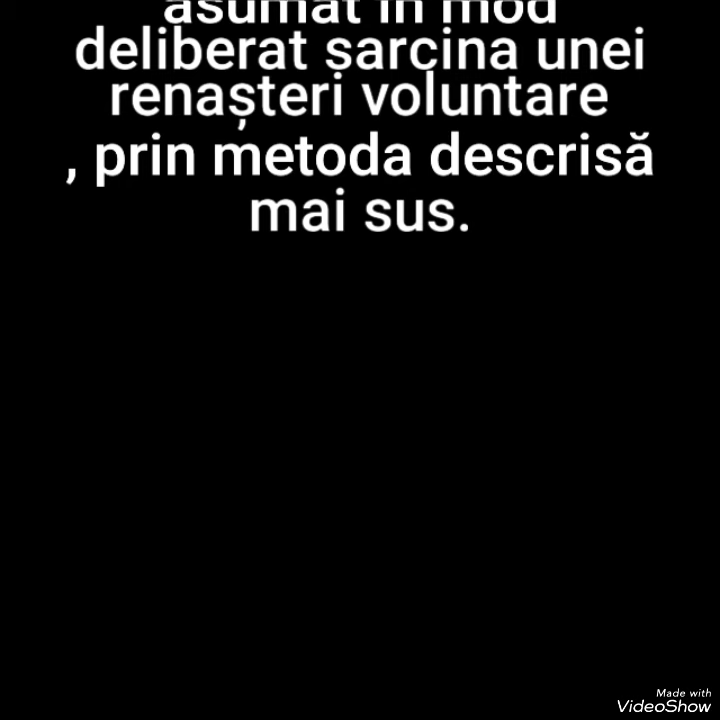 asumat în mod
deliberat sarcina unei
renașteri voluntare
, prin metoda descrisă
mai sus.
Made with
VideoShow